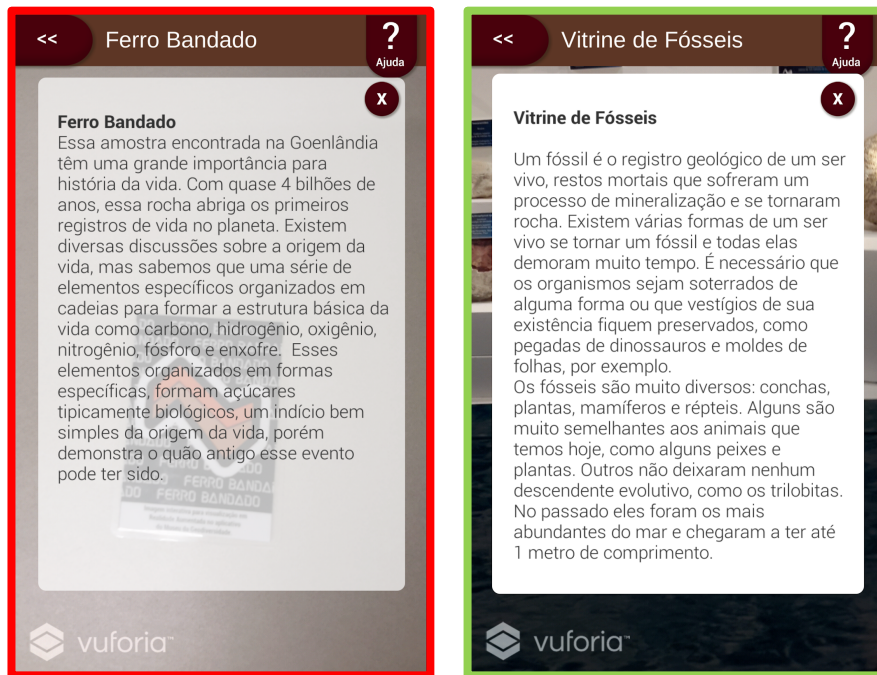 <<
Ferro Bandado
?
Ajuda
X
Ferro Bandado
Essa amostra encontrada na Goenlândia
têm uma grande importância para
história da vida. Com quase 4 bilhões de
anos, essa rocha abriga os primeiros
registros de vida no planeta. Existem
diversas discussões sobre a origem da
vida, mas sabemos que uma série de
elementos específicos organizados em
cadeias para formar a estrutura básica da
vida como carbono, hidrogênio, oxigênio,
nitrogênio, fósforo e enxofre. Esses
elementos organizados em formas
específicas, formam açúcares
tipicamente biológicos, um indício bem
simples da origem da vida, porém
demonstra o quão antigo esse evento
pode ter sido.
FERRO BANDADO
vuforia™
<<
Vitrine de Fósseis
?
Ajuda
X
Vitrine de Fósseis
Um fóssil é o registro geológico de um ser
vivo, restos mortais que sofreram um
processo de mineralização e se tornaram
rocha. Existem várias formas de um ser
vivo se tornar um fóssil e todas elas
demoram muito tempo. É necessário que
os organismos sejam soterrados de
alguma forma ou que vestígios de sua
existência fiquem preservados, como
pegadas de dinossauros e moldes de
folhas, por exemplo.
Os fósseis são muito diversos: conchas,
plantas, mamíferos e répteis. Alguns são
muito semelhantes aos animais que
temos hoje, como alguns peixes e
plantas. Outros não deixaram nenhum
descendente evolutivo, como os trilobitas.
No passado eles foram os mais
abundantes do mar e chegaram a ter até
1 metro de comprimento.
vuforia™